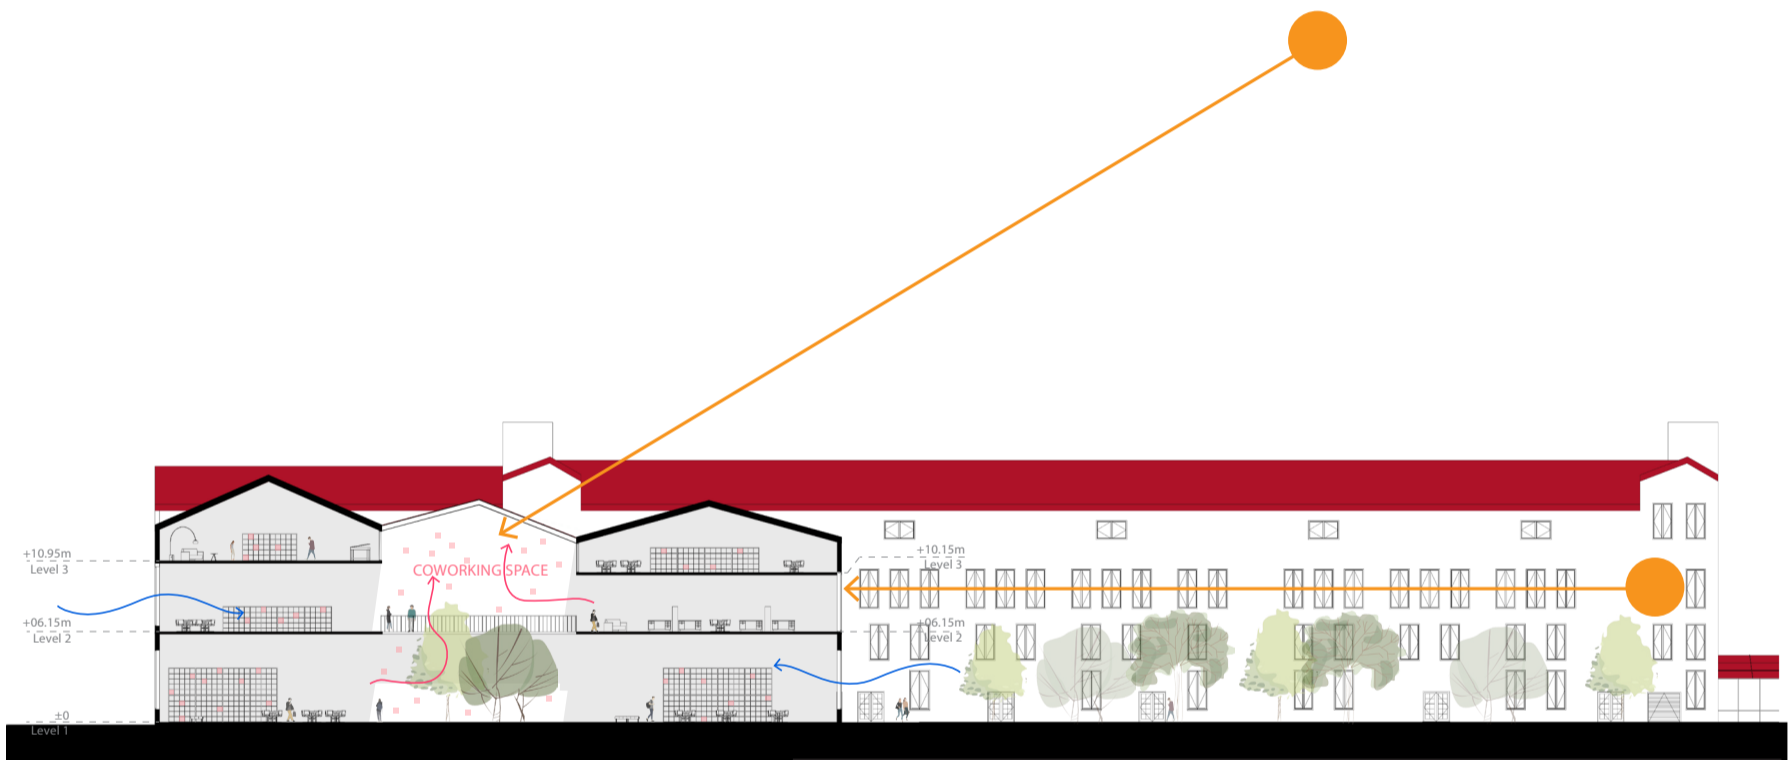 COWORKING SPACE
+10.95m
Level 3
+06.15m
Level 2
±0
Level 1
+10.15m
Level 3
+06.15m
Level 2